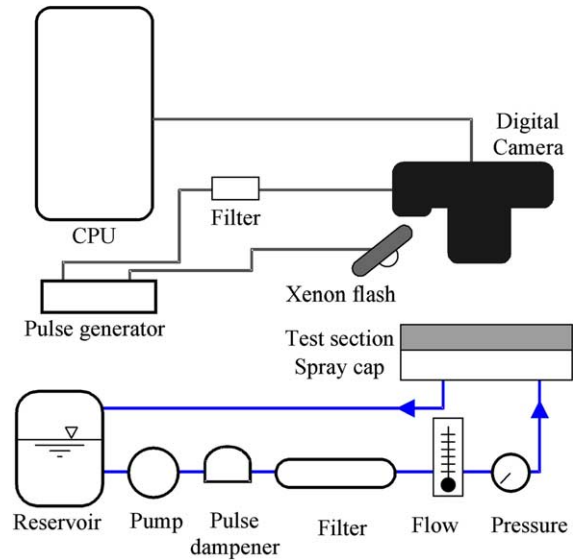 Digital
Camera
CPU
Filter
Xenon flash
Pulse generator
Test section
Spray cap
Reservoir
Pump
Pulse
dampener
Filter
Flow
Pressure